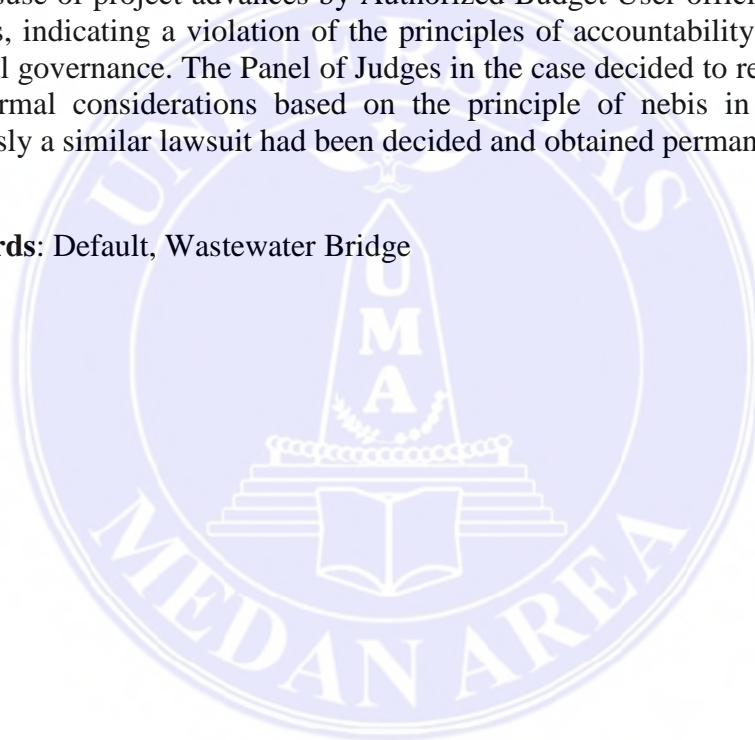 use of project advances by Authorized Budget User offici
s, indicating a violation of the principles of accountability
l governance. The Panel of Judges in the case decided to re
rmal considerations based on the principle of nebis in
sly a similar lawsuit had been decided and obtained perman
rds: Default, Wastewater Bridge
UNIVERSITAS
UMA
MEDAN AREA